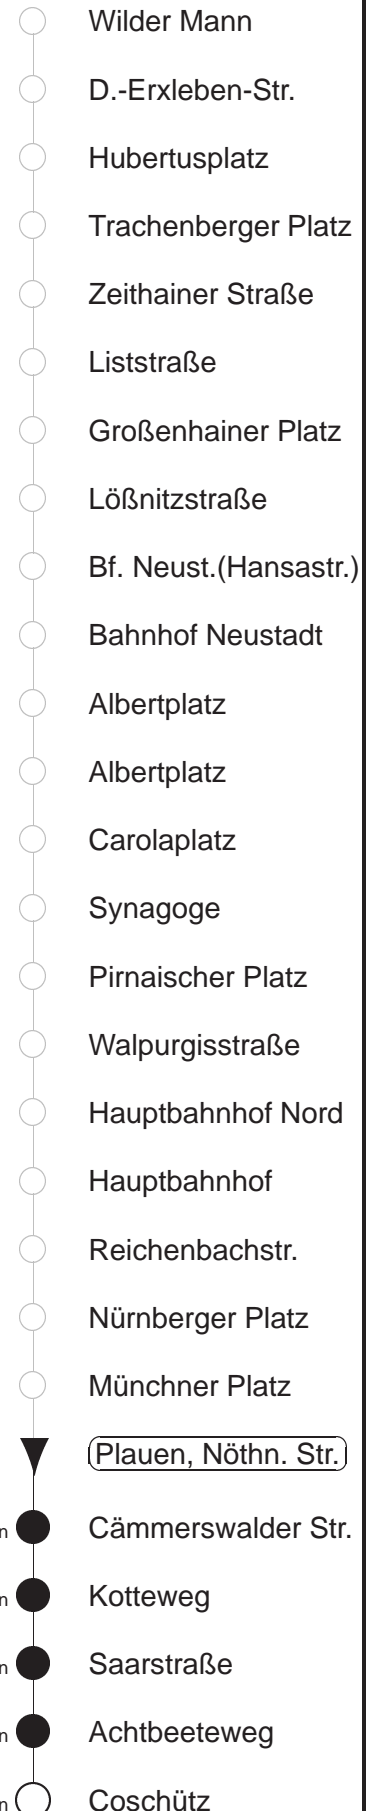 Wilder Mann
D.-Erxleben-Str.
Hubertusplatz
Trachenberger Platz
Zeithainer Straße
Liststraße
Großenhainer Platz
Lößnitzstraße
Bf. Neust.(Hansastr.)
Bahnhof Neustadt
Albertplatz
Albertplatz
Carolaplatz
Synagoge
Pirnaischer Platz
Walpurgisstraße
Hauptbahnhof Nord
Hauptbahnhof
Reichenbachstr.
Nürnberger Platz
Münchner Platz
Plauen, Nöthn. Str.
n Cämmerswalder Str.
n Kotteweg
n Saarstraße
n Achtbeeteweg
n Coschütz